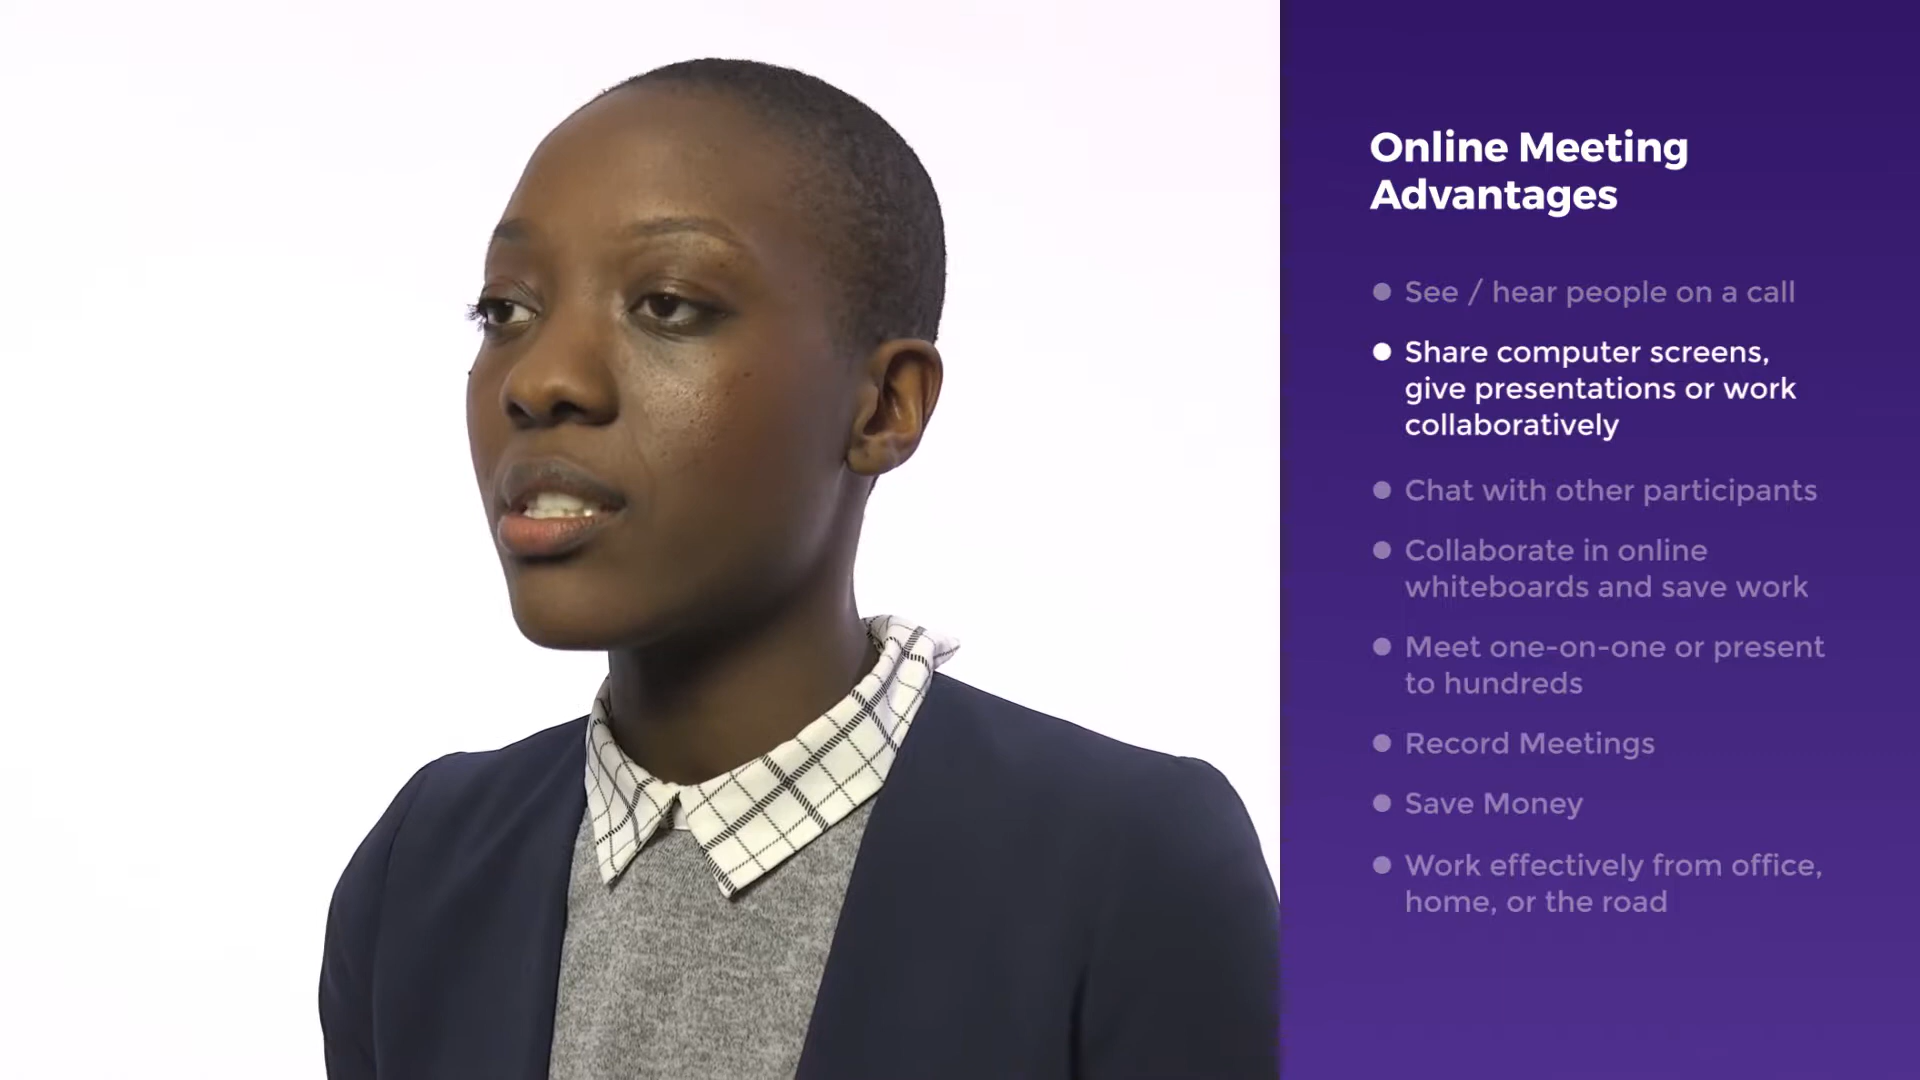 Online Meeting
Advantages
See / hear people on a call
Share computer screens,
give presentations or work
collaboratively
Chat with other participants
Collaborate in online
whiteboards and save work
Meet one-on-one or present
to hundreds
Record Meetings
Save Money
Work effectively from office,
home, or the road